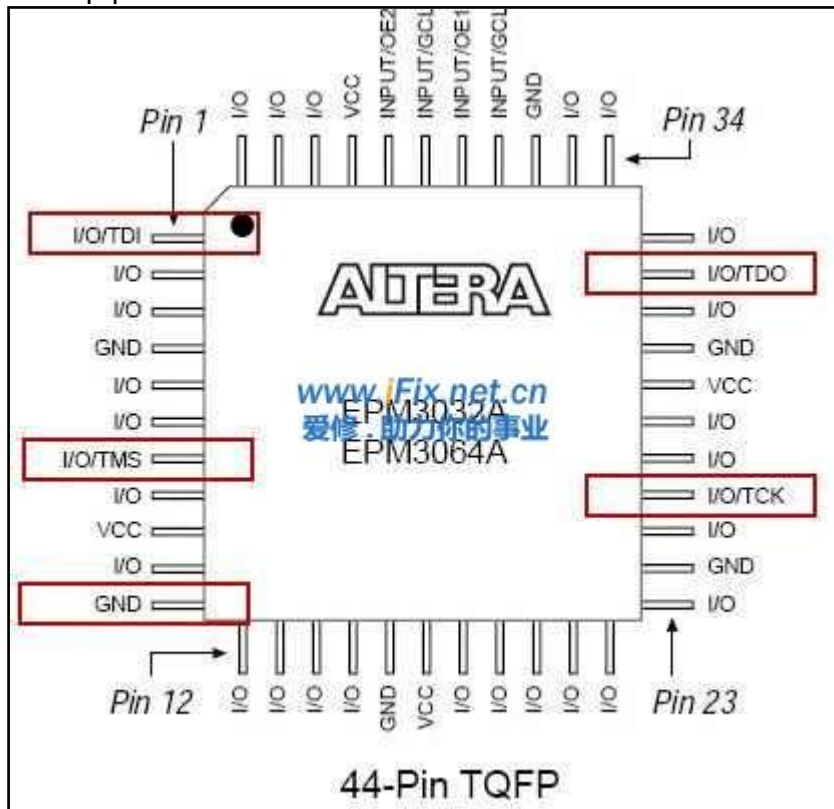 I/O
I/O
I/O
VCC
INPUT/OE2
INPUT/GCL
INPUT/OE1
INPUT/GCL
GND
I/O
I/O
Pin 1
Pin 34
I/O/TDI
I/O
I/O
GND
I/O
I/O
I/O/TMS
I/O
VCC
I/O
GND
ALTERA
www.iFix.net.cn
EPM3032A
爱修.助力你的事业
EPM3064A
I/O
I/O/TDO
I/O
GND
VCC
I/O
I/O
I/O/TCK
I/O
GND
I/O
Pin 12
Pin 23
I/O
I/O
I/O
I/O
GND
VCC
I/O
I/O
I/O
I/O
I/O
44-Pin TQFP